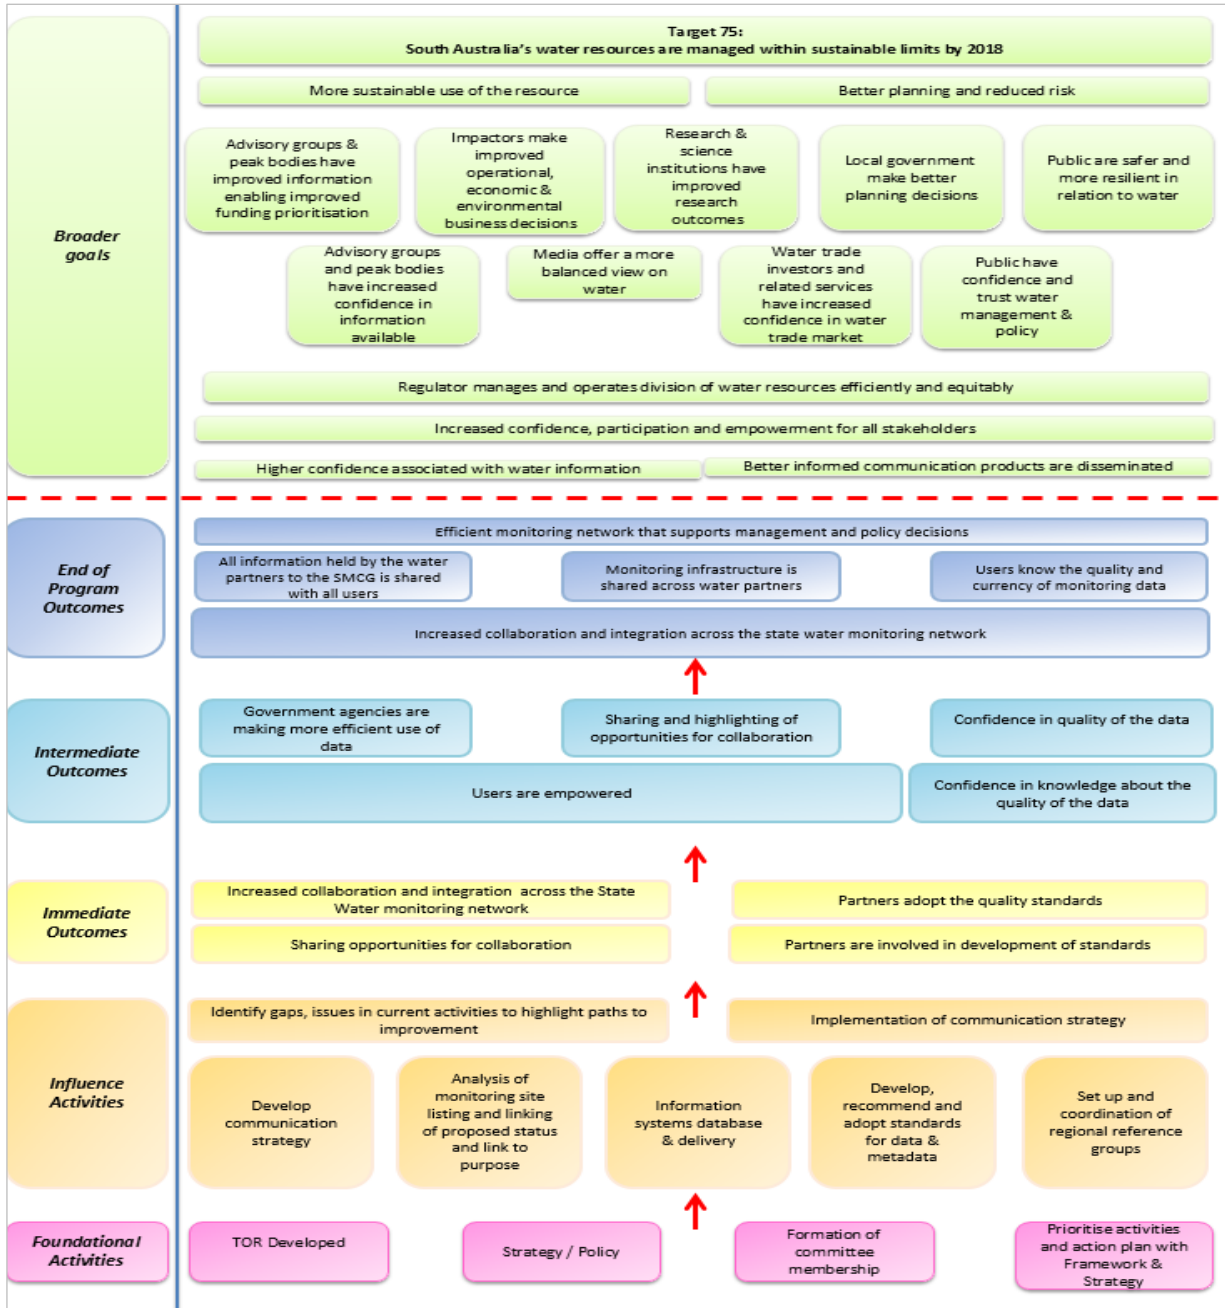 Target 75:
South Australia's water resources are managed within sustainable limits by 2018
More sustainable use of the resource
Better planning and reduced risk
Advisory groups &
peak bodies have
improved information
enabling improved
funding prioritisation
Impactors make
improved
operational,
economic &
environmental
business decisions
Research &
science
institutions have
improved
research
outcomes
Local government
make better
planning decisions
Public are safer and
more resilient in
relation to water
Broader
goals
Advisory groups
and peak bodies
have increased
confidence in
information
available
Media offer a more
balanced view on
water
Water trade
investors and
related services
have increased
confidence in water
trade market
Public have
confidence and
trust water
management &
policy
Regulator manages and operates division of water resources efficiently and equitably
Increased confidence, participation and empowerment for all stakeholders
Higher confidence associated with water information
Better informed communication products are disseminated
End of
Program
Outcomes
Efficient monitoring network that supports management and policy decisions
All information held by the water
partners to the SMCG is shared
with all users
Monitoring infrastructure is
shared across water partners
Users know the quality and
currency of monitoring data
Increased collaboration and integration across the state water monitoring network
Intermediate
Outcomes
Government agencies are
making more efficient use of
data
Sharing and highlighting of
opportunities for collaboration
Confidence in quality of the data
Users are empowered
Confidence in knowledge about the
quality of the data
Immediate
Outcomes
Increased collaboration and integration across the State
Water monitoring network
Partners adopt the quality standards
Sharing opportunities for collaboration
Partners are involved in development of standards
Influence
Activities
Identify gaps, issues in current activities to highlight paths to
improvement
Implementation of communication strategy
Develop
communication
strategy
Analysis of
monitoring site
listing and linking
of proposed status
and link to
purpose
Information
systems database
& delivery
Develop,
recommend and
adopt standards
for data &
metadata
Set up and
coordination of
regional reference
groups
Foundational
Activities
TOR Developed
Strategy / Policy
Formation of
committee
membership
Prioritise activities
and action plan with
Framework &
Strategy